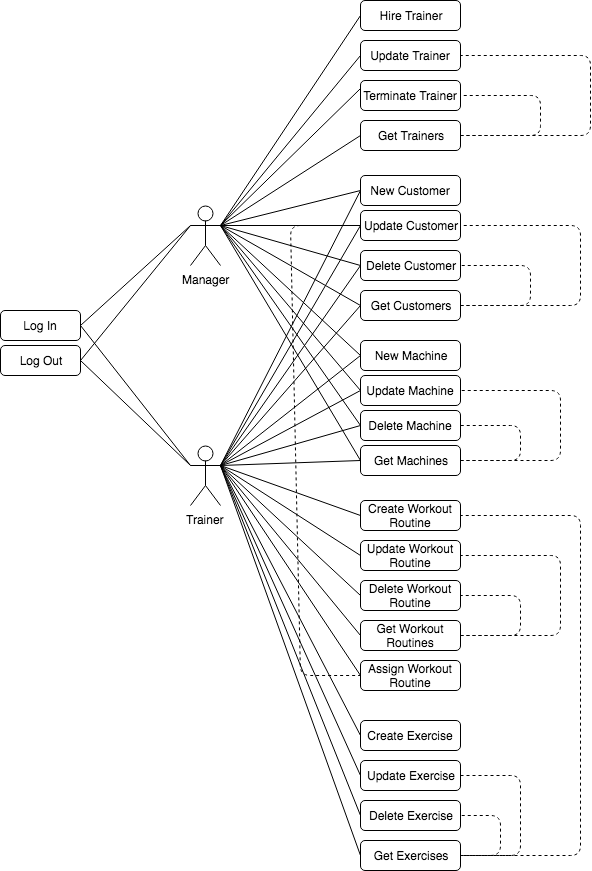 Hire Trainer
Update Trainer
Terminate Trainer
Get Trainers
New Customer
Update Customer
Delete Customer
Get Customers
Manager
Log In
Log Out
New Machine
Update Machine
Delete Machine
Get Machines
Trainer
Create Workout
Routine
Update Workout
Routine
Delete Workout
Routine
Get Workout
Routines
Assign Workout
Routine
Create Exercise
Update Exercise
Delete Exercise
Get Exercises